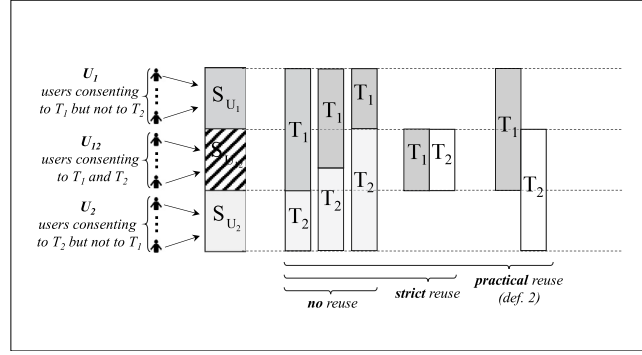 U1
users consenting
to T1 but not to T2
U12
users consenting
to T1 and T2
U2
users consenting
to T2 but not to T1
SU1
S
SU2
T1
T2
T1
T2
T1
T2
T1
T2
T1
T2
no reuse
strict reuse
practical reuse
(def. 2)